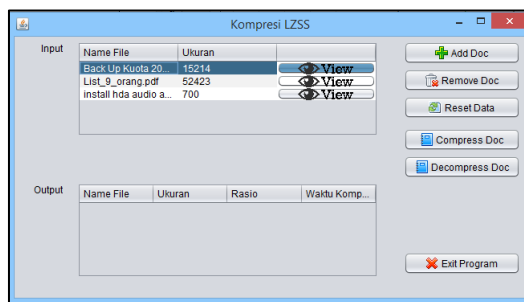 Kompresi LZSS
Input
Name File Ukuran
Back Up Kuota 20... 15214 View
List_9_orang.pdf 52423 View
install hda audio a... 700 View
Add Doc
Remove Doc
Reset Data
Compress Doc
Decompress Doc
Output
Name File Ukuran Rasio Waktu Komp...
Exit Program